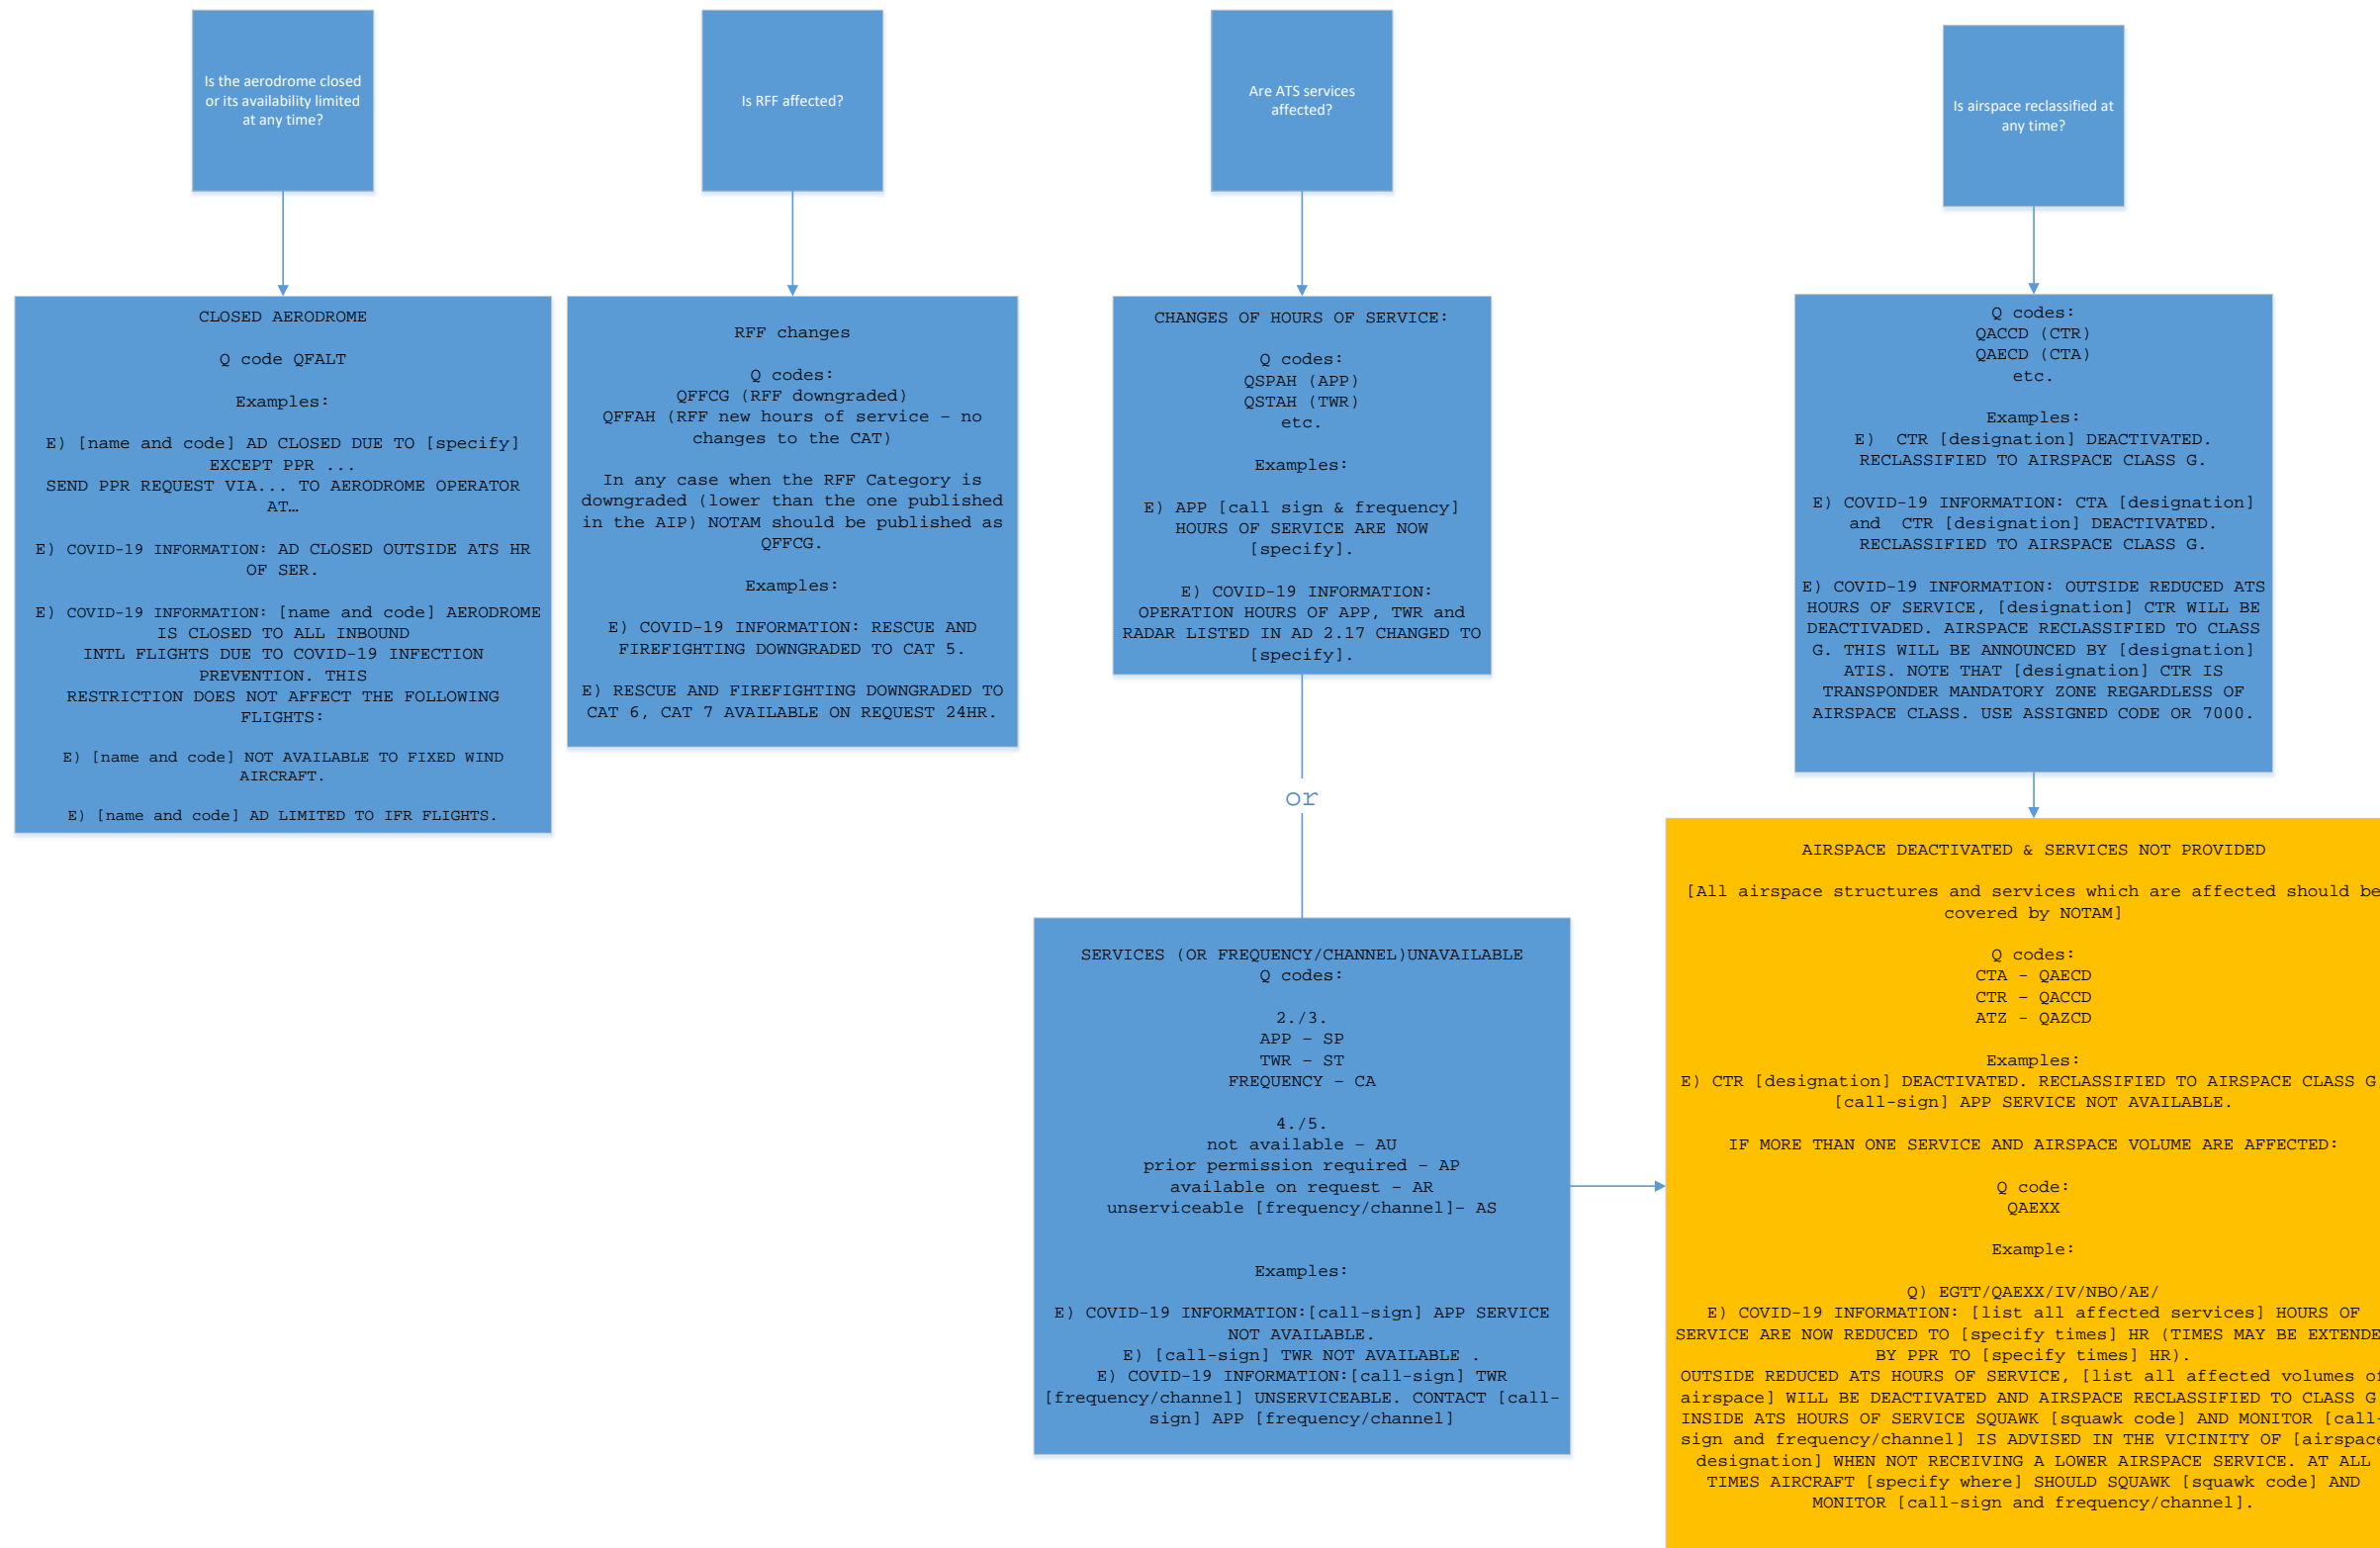 Is the aerodrome closed
or its availability limited
at any time?
Is RFF affected?
Are ATS services
affected?
Is airspace reclassified at
any time?
CLOSED AERODROME
Q code QFALT
Examples:
E) [name and code] AD CLOSED DUE TO [specify]
EXCEPT PPR ...
SEND PPR REQUEST VIA... TO AERODROME OPERATOR
AT…
E) COVID-19 INFORMATION: AD CLOSED OUTSIDE ATS HR
OF SER.
E) COVID-19 INFORMATION: [name and code] AERODROME
IS CLOSED TO ALL INBOUND
INTL FLIGHTS DUE TO COVID-19 INFECTION
PREVENTION. THIS
RESTRICTION DOES NOT AFFECT THE FOLLOWING
FLIGHTS:
E) [name and code] NOT AVAILABLE TO FIXED WIND
AIRCRAFT.
E) [name and code] AD LIMITED TO IFR FLIGHTS.
RFF changes
Q codes:
QFFCG (RFF downgraded)
QFFAH (RFF new hours of service – no
changes to the CAT)
In any case when the RFF Category is
downgraded (lower than the one published
in the AIP) NOTAM should be published as
QFFCG.
Examples:
E) COVID-19 INFORMATION: RESCUE AND
FIREFIGHTING DOWNGRADED TO CAT 5.
E) RESCUE AND FIREFIGHTING DOWNGRADED TO
CAT 6, CAT 7 AVAILABLE ON REQUEST 24HR.
CHANGES OF HOURS OF SERVICE:
Q codes:
QSPAH (APP)
QSTAH (TWR)
etc.
Examples:
E) APP [call sign & frequency]
HOURS OF SERVICE ARE NOW
[specify].
E) COVID-19 INFORMATION:
OPERATION HOURS OF APP, TWR and
RADAR LISTED IN AD 2.17 CHANGED TO
[specify].
or
SERVICES (OR FREQUENCY/CHANNEL)UNAVAILABLE
Q codes:
2./3.
APP – SP
TWR – ST
FREQUENCY – CA
4./5.
not available – AU
prior permission required – AP
available on request – AR
unserviceable [frequency/channel]– AS
Examples:
E) COVID-19 INFORMATION:[call-sign] APP SERVICE
NOT AVAILABLE.
E) [call-sign] TWR NOT AVAILABLE .
E) COVID-19 INFORMATION:[call-sign] TWR
[frequency/channel] UNSERVICEABLE. CONTACT [call-
sign] APP [frequency/channel]
Q codes:
QACCD (CTR)
QAECD (CTA)
etc.
Examples:
E)  CTR [designation] DEACTIVATED.
RECLASSIFIED TO AIRSPACE CLASS G.
E) COVID-19 INFORMATION: CTA [designation]
and  CTR [designation] DEACTIVATED.
RECLASSIFIED TO AIRSPACE CLASS G.
E) COVID-19 INFORMATION: OUTSIDE REDUCED ATS
HOURS OF SERVICE, [designation] CTR WILL BE
DEACTIVADED. AIRSPACE RECLASSIFIED TO CLASS
G. THIS WILL BE ANNOUNCED BY [designation]
ATIS. NOTE THAT [designation] CTR IS
TRANSPONDER MANDATORY ZONE REGARDLESS OF
AIRSPACE CLASS. USE ASSIGNED CODE OR 7000.
AIRSPACE DEACTIVATED & SERVICES NOT PROVIDED
[All airspace structures and services which are affected should be
covered by NOTAM]
Q codes:
CTA – QAECD
CTR – QACCD
ATZ - QAZCD
Examples:
E) CTR [designation] DEACTIVATED. RECLASSIFIED TO AIRSPACE CLASS G
[call-sign] APP SERVICE NOT AVAILABLE.
IF MORE THAN ONE SERVICE AND AIRSPACE VOLUME ARE AFFECTED:
Q code:
QAEXX
Example:
Q) EGTT/QAEXX/IV/NBO/AE/
E) COVID-19 INFORMATION: [list all affected services] HOURS OF
SERVICE ARE NOW REDUCED TO [specify times] HR (TIMES MAY BE EXTENDE
BY PPR TO [specify times] HR).
OUTSIDE REDUCED ATS HOURS OF SERVICE, [list all affected volumes of
airspace] WILL BE DEACTIVATED AND AIRSPACE RECLASSIFIED TO CLASS G
INSIDE ATS HOURS OF SERVICE SQUAWK [squawk code] AND MONITOR [call-
sign and frequency/channel] IS ADVISED IN THE VICINITY OF [airspace
designation] WHEN NOT RECEIVING A LOWER AIRSPACE SERVICE. AT ALL
TIMES AIRCRAFT [specify where] SHOULD SQUAWK [squawk code] AND
MONITOR [call-sign and frequency/channel].